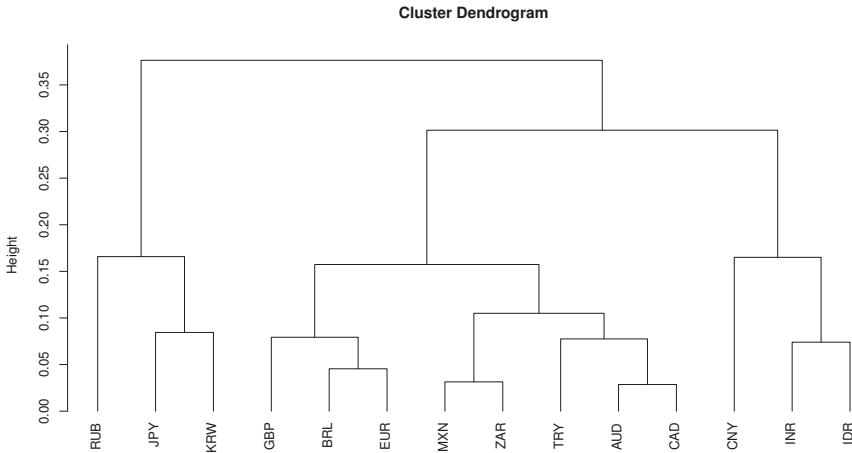 Cluster Dendrogram
Height
0.35
0.30
0.25
0.20
0.15
0.10
0.05
0.00
RUB JPY KRW GBP BRL EUR MXN ZAR TRY AUD CAD CNY INR IDR